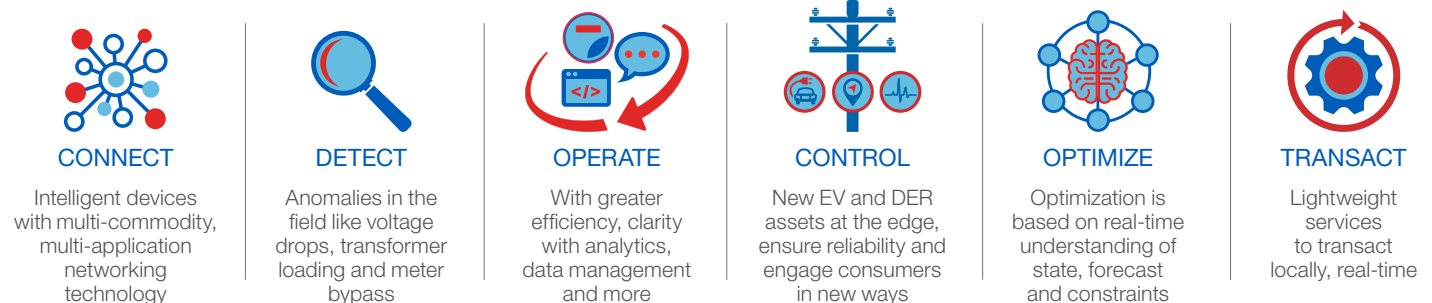 </>
CONNECT
Intelligent devices
with multi-commodity,
multi-application
networking
technology
DETECT
Anomalies in the
field like voltage
drops, transformer
loading and meter
bypass
OPERATE
With greater
efficiency, clarity
with analytics,
data management
and more
CONTROL
New EV and DER
assets at the edge,
ensure reliability and
engage consumers
in new ways
OPTIMIZE
Optimization is
based on real-time
understanding of
state, forecast
and constraints
TRANSACT
Lightweight
services
to transact
locally, real-time